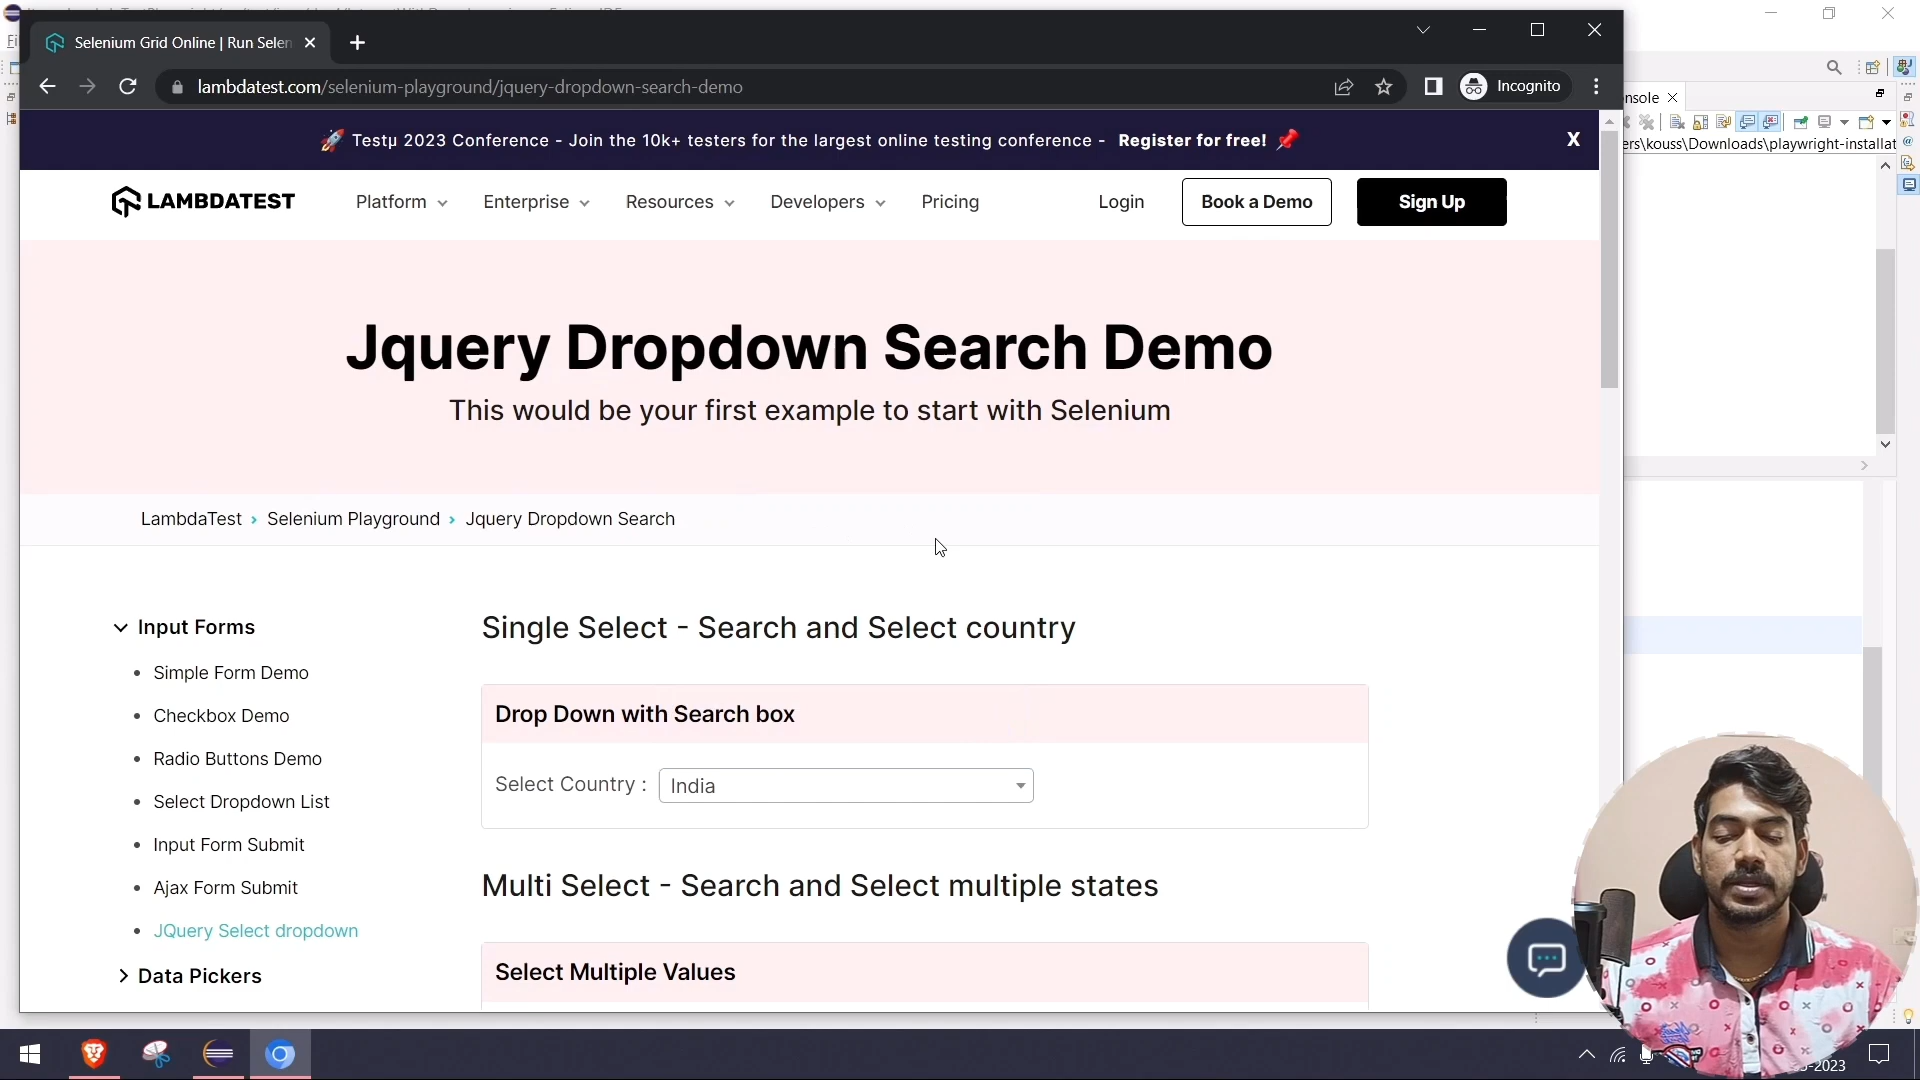 Selenium Grid Online | Run Selen
lambdatest.com/selenium-playground/jquery-dropdown-search-demo
Incognito
nsole
ers\kouss\Downloads\playwright-installat
Testμ 2023 Conference - Join the 10k+ testers for the largest online testing conference - Register for free!
X
LAMBDATEST
Platform
Enterprise
Resources
Developers
Pricing
Login
Book a Demo
Sign Up
Jquery Dropdown Search Demo
This would be your first example to start with Selenium
LambdaTest › Selenium Playground › Jquery Dropdown Search
Input Forms
Simple Form Demo
Checkbox Demo
Radio Buttons Demo
Select Dropdown List
Input Form Submit
Ajax Form Submit
JQuery Select dropdown
Data Pickers
Single Select - Search and Select country
Drop Down with Search box
Select Country :
India
Multi Select - Search and Select multiple states
Select Multiple Values
-2023